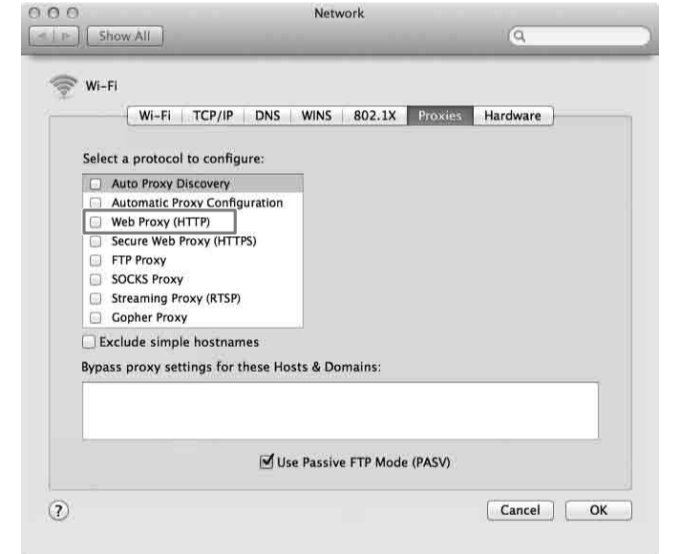 Network
Show All
Wi-Fi
Wi-Fi TCP/IP DNS WINS 802.1X Proxies Hardware
Select a protocol to configure:
Auto Proxy Discovery
Automatic Proxy Configuration
Web Proxy (HTTP)
Secure Web Proxy (HTTPS)
FTP Proxy
SOCKS Proxy
Streaming Proxy (RTSP)
Gopher Proxy
Exclude simple hostnames
Bypass proxy settings for these Hosts & Domains:
Use Passive FTP Mode (PASV)
? Cancel OK